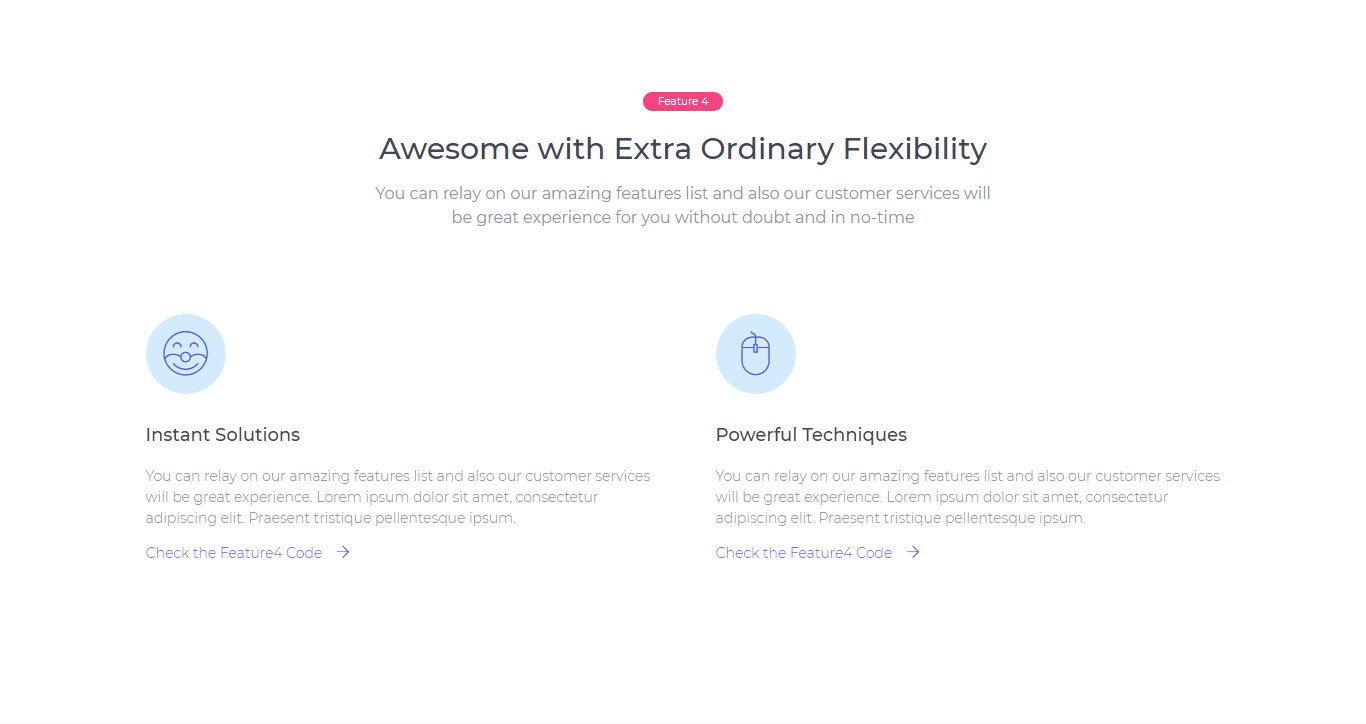 Feature 4
Awesome with Extra Ordinary Flexibility
You can relay on our amazing features list and also our customer services will
be great experience for you without doubt and in no-time
Instant Solutions
You can relay on our amazing features list and also our customer services
will be great experience. Lorem ipsum dolor sit amet, consectetur
adipiscing elit. Praesent tristique pellentesque ipsum.
Check the Feature4 Code
Powerful Techniques
You can relay on our amazing features list and also our customer services
will be great experience. Lorem ipsum dolor sit amet, consectetur
adipiscing elit. Praesent tristique pellentesque ipsum.
Check the Feature4 Code